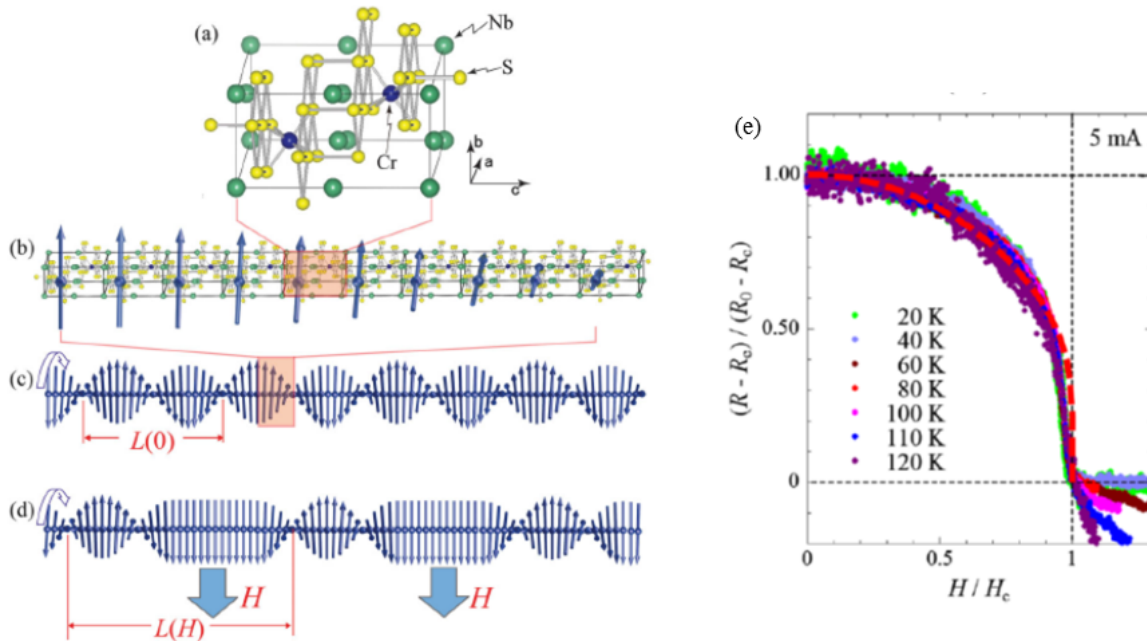 (a)
Nb
S
Cr
b
a
c
(b)
(c)
L(0)
(d)
H
H
L(H)
(e)
5 mA
1.00
0.50
0
(R - Rc) / (R0 - Rc)
20 K
40 K
60 K
80 K
100 K
110 K
120 K
0
0.5
1
H / Hc